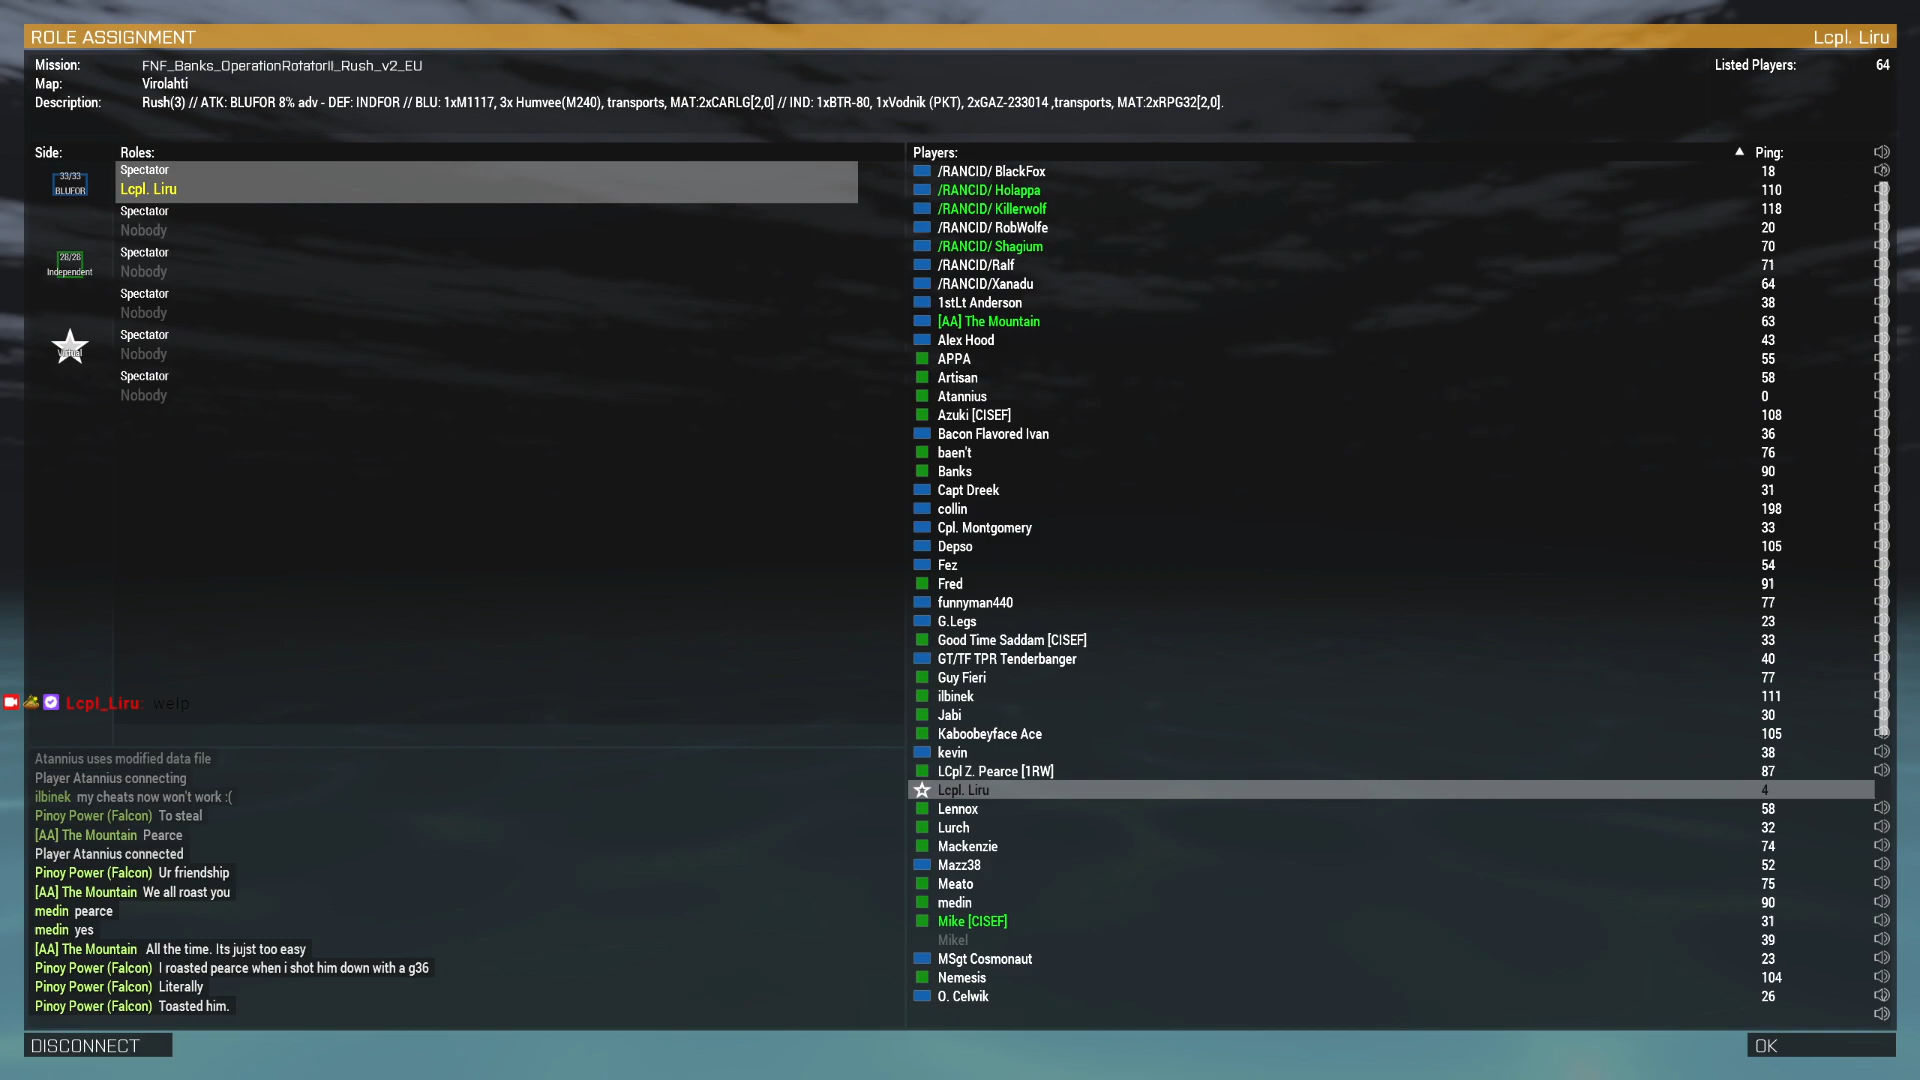 ROLE ASSIGNMENT Lcpl. Liru
Mission: FNF_Banks_OperationRotatorII_Rush_v2_EU Listed Players: 64
Map: Virolahti
Description: Rush(3) // ATK: BLUFOR 8% adv - DEF: INDFOR // BLU: 1xM1117, 3x Humvee(M240), transports, MAT:2xCARLG[2,0] // IND: 1xBTR-80, 1xVodnik (PKT), 2xGAZ-233014 ,transports, MAT:2xRPG32[2,0].
Side: Roles:
33/33
BLUFOR
28/28
Independent
Virtual
Spectator
Lcpl. Liru
Spectator
Nobody
Spectator
Nobody
Spectator
Nobody
Spectator
Nobody
Spectator
Nobody
Lcpl_Liru: welp
Atannius uses modified data file
Player Atannius connecting
ilbinek my cheats now won't work :(
Pinoy Power (Falcon) To steal
[AA] The Mountain Pearce
Player Atannius connected
Pinoy Power (Falcon) Ur friendship
[AA] The Mountain We all roast you
medin pearce
medin yes
[AA] The Mountain All the time. Its jujst too easy
Pinoy Power (Falcon) I roasted pearce when i shot him down with a g36
Pinoy Power (Falcon) Literally
Pinoy Power (Falcon) Toasted him.
Players: Ping:
/RANCID/ BlackFox 18
/RANCID/ Holappa 110
/RANCID/ Killerwolf 118
/RANCID/ RobWolfe 20
/RANCID/ Shagium 70
/RANCID/Ralf 71
/RANCID/Xanadu 64
1stLt Anderson 38
[AA] The Mountain 63
Alex Hood 43
APPA 55
Artisan 58
Atannius 0
Azuki [CISEF] 108
Bacon Flavored Ivan 36
baen't 76
Banks 90
Capt Dreek 31
collin 198
Cpl. Montgomery 33
Depso 105
Fez 54
Fred 91
funnyman440 77
G.Legs 23
Good Time Saddam [CISEF] 33
GT/TF TPR Tenderbanger 40
Guy Fieri 77
ilbinek 111
Jabi 30
Kaboobeyface Ace 105
kevin 38
LCpl Z. Pearce [1RW] 87
Lcpl. Liru 4
Lennox 58
Lurch 32
Mackenzie 74
Mazz38 52
Meato 75
medin 90
Mike [CISEF] 31
Mikel 39
MSgt Cosmonaut 23
Nemesis 104
O. Celwik 26
DISCONNECT OK